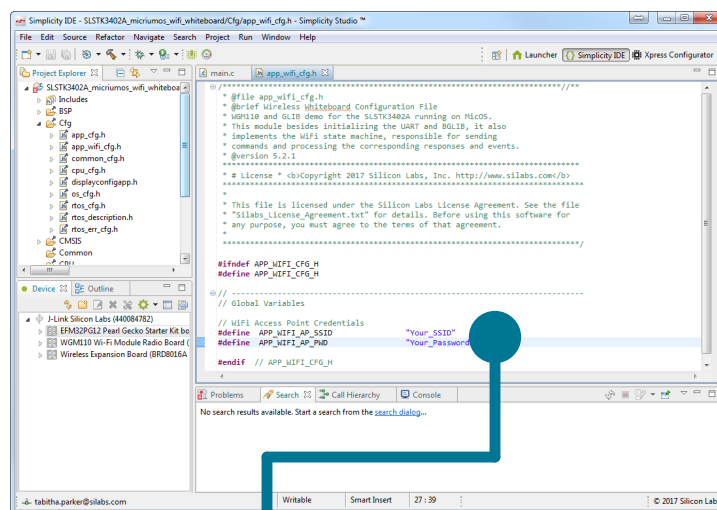 Simplicity IDE - SLSTK3402A_micriumos_wifi_whiteboard/Cfg/app_wifi_cfg.h - Simplicity Studio ™
File Edit Source Refactor Navigate Search Project Run Window Help
Launcher Simplicity IDE Xpress Configurator
Project Explorer
SLSTK3402A_micriumos_wifi_whiteboa
Includes
BSP
Cfg
app_cfg.h
app_wifi_cfg.h
common_cfg.h
cpu_cfg.h
displayconfigapp.h
os_cfg.h
rtos_cfg.h
rtos_description.h
rtos_err_cfg.h
CMSIS
Common
CPU
Device Outline
J-Link Silicon Labs (440084782)
EFM32PG12 Pearl Gecko Starter Kit bo
WGM110 Wi-Fi Module Radio Board (
Wireless Expansion Board (BRD8016A
main.c app_wifi_cfg.h
/***************************************************************************//**
* @file app_wifi_cfg.h
* @brief Wireless Whiteboard Configuration File
* WGM110 and GLIB demo for the SLSTK3402A running on MicOS.
* This module besides initializing the UART and BGLIB, it also
* implements the WiFi state machine, responsible for sending
* commands and processing the corresponding responses and events.
* @version 5.2.1
*******************************************************************************
* # License * <b>Copyright 2017 Silicon Labs, Inc. http://www.silabs.com</b>
*******************************************************************************
*
* This file is licensed under the Silicon Labs License Agreement. See the file
* "Silabs_License_Agreement.txt" for details. Before using this software for
* any purpose, you must agree to the terms of that agreement.
*
******************************************************************************/
#ifndef APP_WIFI_CFG_H
#define APP_WIFI_CFG_H
// -----------------------------------------------------------------------
// Global Variables
// WiFi Access Point Credentials
#define APP_WIFI_AP_SSID "Your_SSID"
#define APP_WIFI_AP_PWD "Your_Password
#endif // APP_WIFI_CFG_H
Problems Search Call Hierarchy Console
No search results available. Start a search from the search dialog...
tabitha.parker@silabs.com Writable Smart Insert 27 : 39 © 2017 Silicon Lab